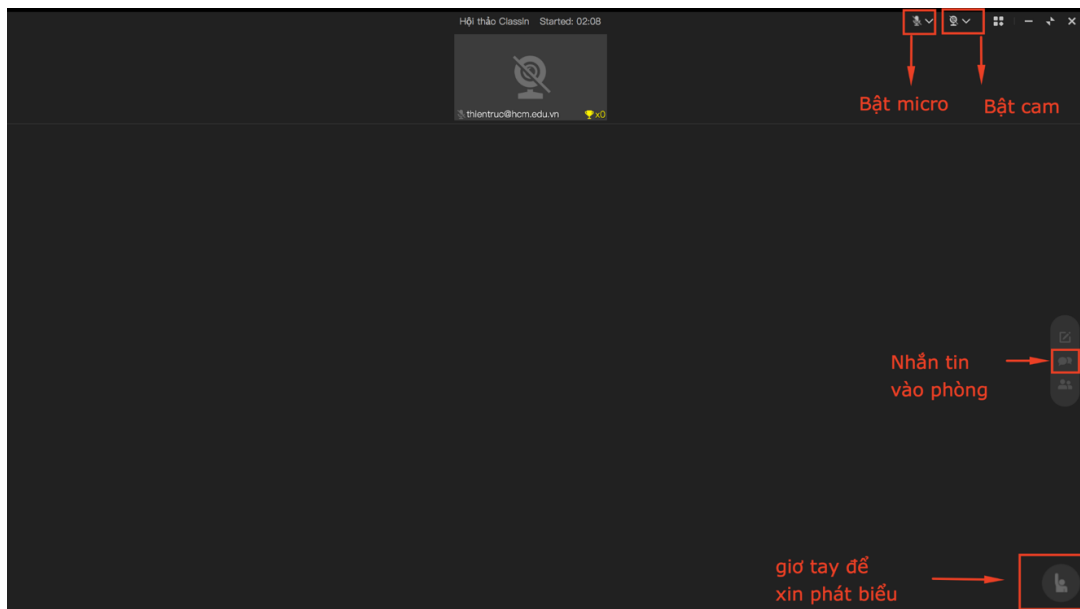 Hội thảo ClassIn Started: 02:08
thientruc@hcm.edu.vn x0
Bật micro
Bật cam
Nhắn tin
vào phòng
giơ tay để
xin phát biểu